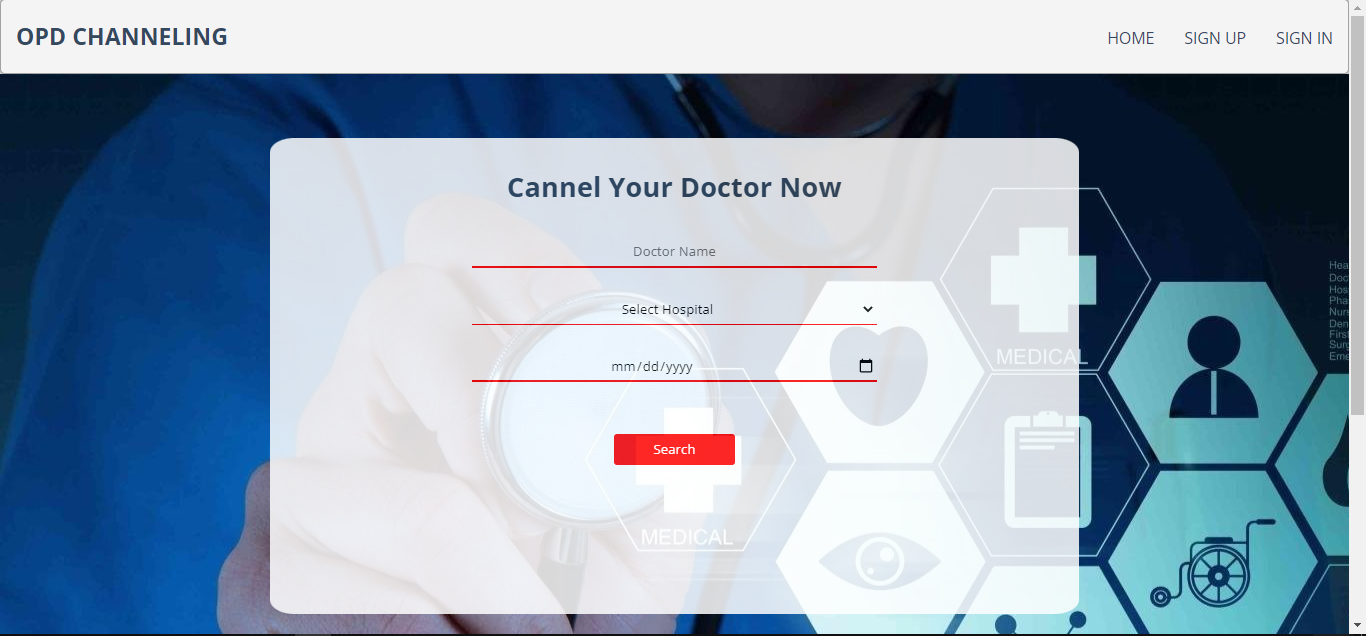 OPD CHANNELING
HOME
SIGN UP
SIGN IN
Cannel Your Doctor Now
Doctor Name
Select Hospital
mm/dd/yyyy
Search
MEDICAL
MEDICAL